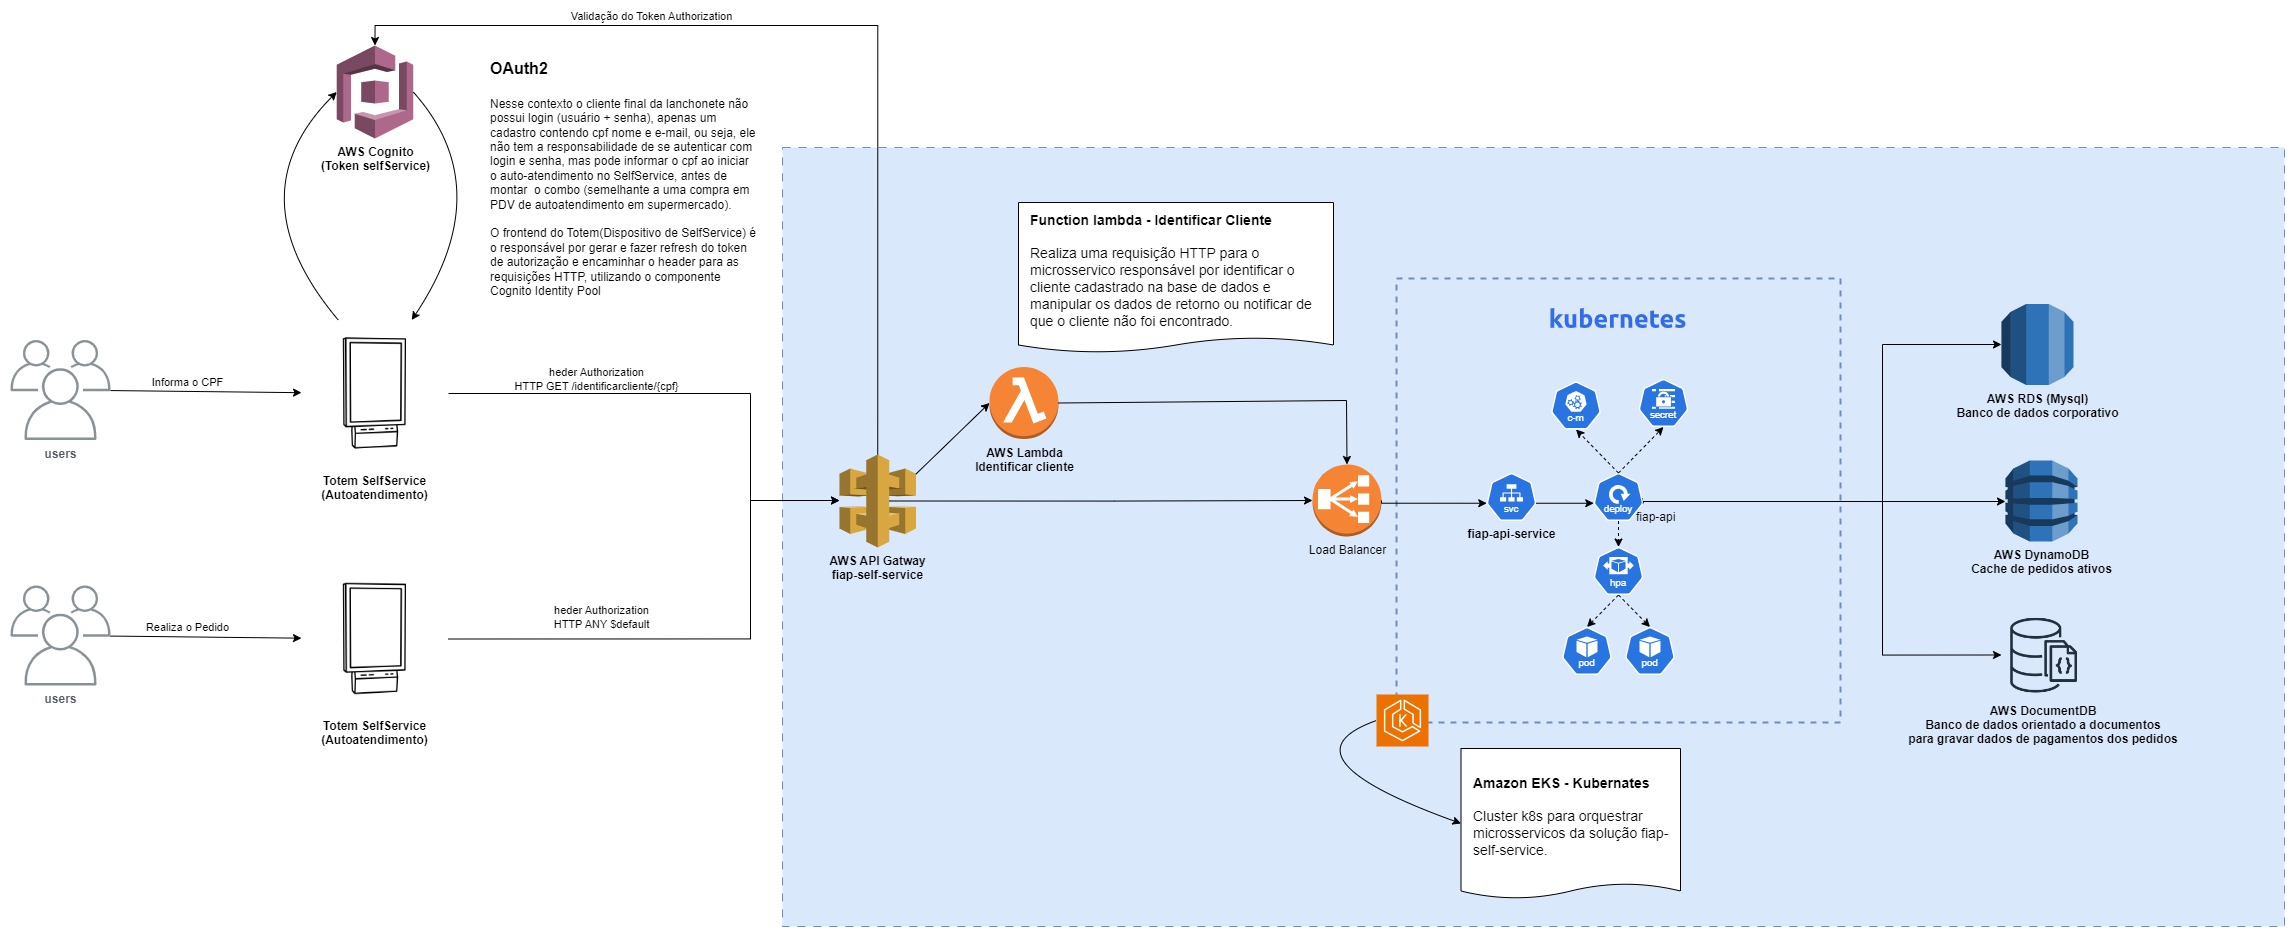 Validação do Token Authorization
AWS Cognito
(Token selfService)
OAuth2
Nesse contexto o cliente final da lanchonete não
possui login (usuário + senha), apenas um
cadastro contendo cpf nome e e-mail, ou seja, ele
não tem a responsabilidade de se autenticar com
login e senha, mas pode informar o cpf ao iniciar
o auto-atendimento no SelfService, antes de
montar  o combo (semelhante a uma compra em
PDV de autoatendimento em supermercado).
O frontend do Totem(Dispositivo de SelfService) é
o responsável por gerar e fazer refresh do token
de autorização e encaminhar o header para as
requisições HTTP, utilizando o componente
Cognito Identity Pool
users
Informa o CPF
Totem SelfService
(Autoatendimento)
heder Authorization
HTTP GET /identificarcliente/{cpf}
users
Realiza o Pedido
Totem SelfService
(Autoatendimento)
heder Authorization
HTTP ANY $default
AWS API Gatway
fiap-self-service
Function lambda - Identificar Cliente
Realiza uma requisição HTTP para o
microsservico responsável por identificar o
cliente cadastrado na base de dados e
manipular os dados de retorno ou notificar de
que o cliente não foi encontrado.
AWS Lambda
Identificar cliente
Load Balancer
kubernetes
c-m
secret
svc
fiap-api-service
deploy
fiap-api
hpa
pod
pod
K
Amazon EKS - Kubernates
Cluster k8s para orquestrar
microsservicos da solução fiap-
self-service.
AWS RDS (Mysql)
Banco de dados corporativo
AWS DynamoDB
Cache de pedidos ativos
AWS DocumentDB
Banco de dados orientado a documentos
para gravar dados de pagamentos dos pedidos